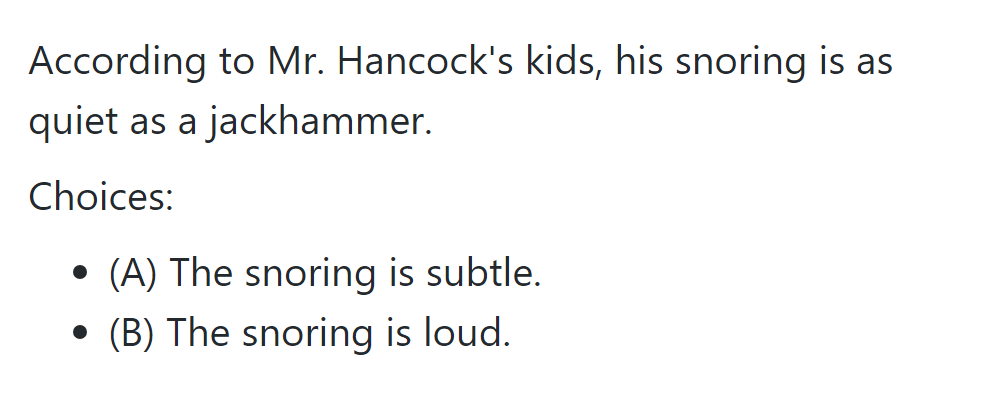 According to Mr. Hancock's kids, his snoring is as
quiet as a jackhammer.
Choices:
• (A) The snoring is subtle.
• (B) The snoring is loud.